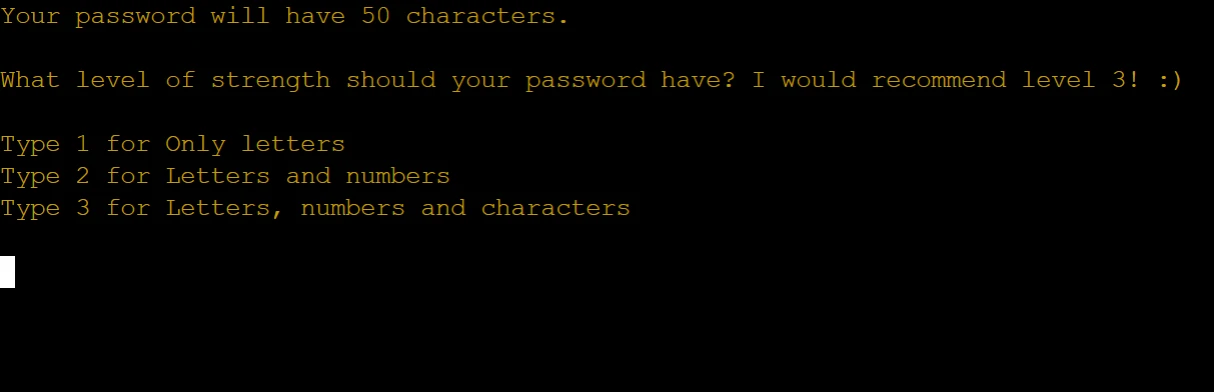 Your password will have 50 characters.
What level of strength should your password have? I would recommend level 3! :)
Type 1 for Only letters
Type 2 for Letters and numbers
Type 3 for Letters, numbers and characters